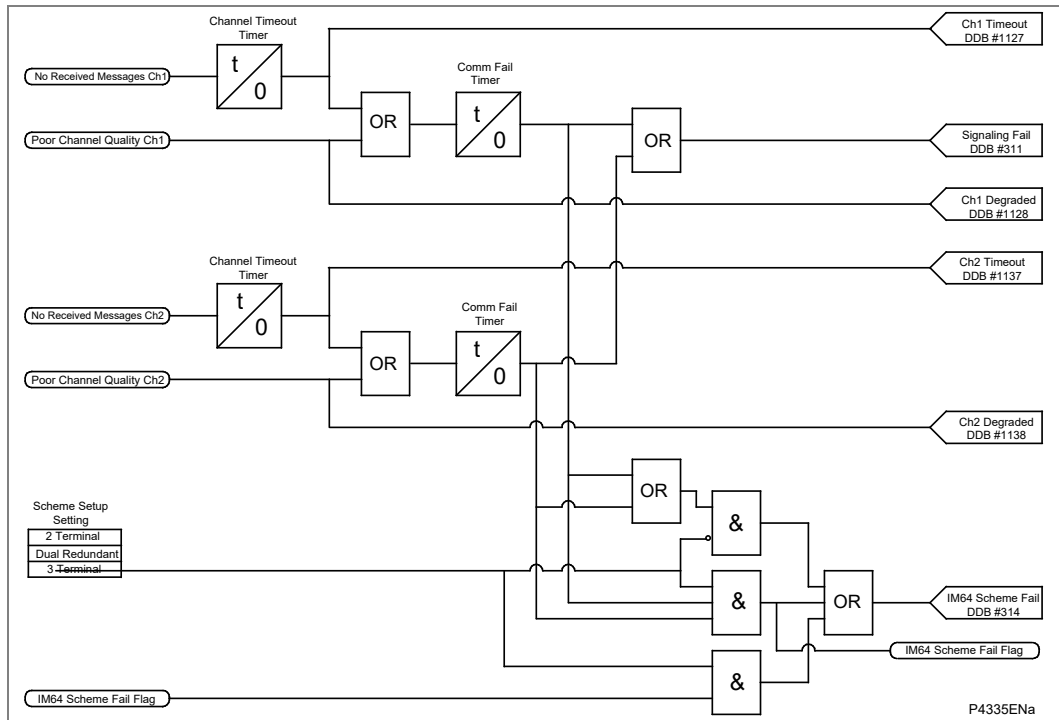 Channel Timeout
Timer
Ch1 Timeout
DDB #1127
No Received Messages Ch1
t
0
Comm Fail
Timer
OR
t
0
Poor Channel Quality Ch1
OR
Signaling Fail
DDB #311
Ch1 Degraded
DDB #1128
Channel Timeout
Timer
Ch2 Timeout
DDB #1137
No Received Messages Ch2
t
0
Comm Fail
Timer
OR
t
0
Poor Channel Quality Ch2
Ch2 Degraded
DDB #1138
OR
Scheme Setup
Setting
2 Terminal
Dual Redundant
3 Terminal
&
&
OR
IM64 Scheme Fail
DDB #314
IM64 Scheme Fail Flag
&
IM64 Scheme Fail Flag
P4335ENa